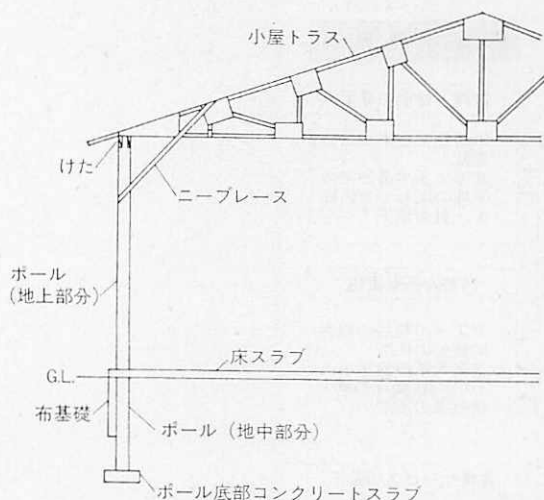 小屋トラス
けた
ニーブレース
ポール
(地上部分)
床スラブ
G.L.
布基礎
ポール (地中部分)
ポール底部コンクリートスラブ